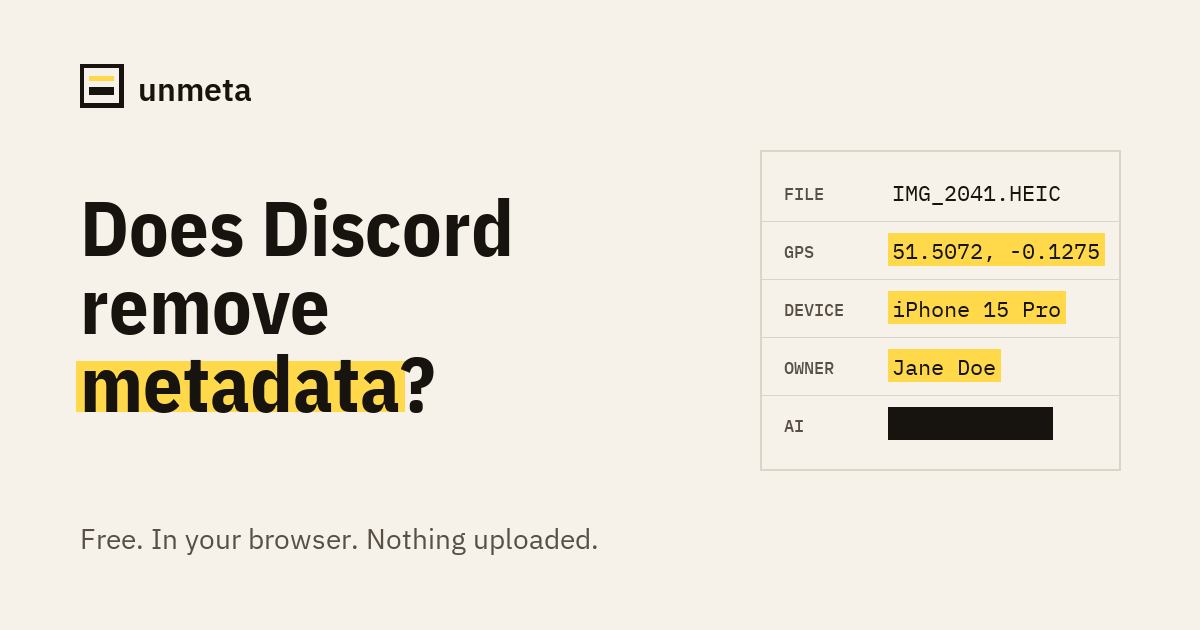 unmeta
Does Discord
remove
metadata?
FILE IMG_2041.HEIC
GPS 51.5072, -0.1275
DEVICE iPhone 15 Pro
OWNER Jane Doe
AI
Free. In your browser. Nothing uploaded.